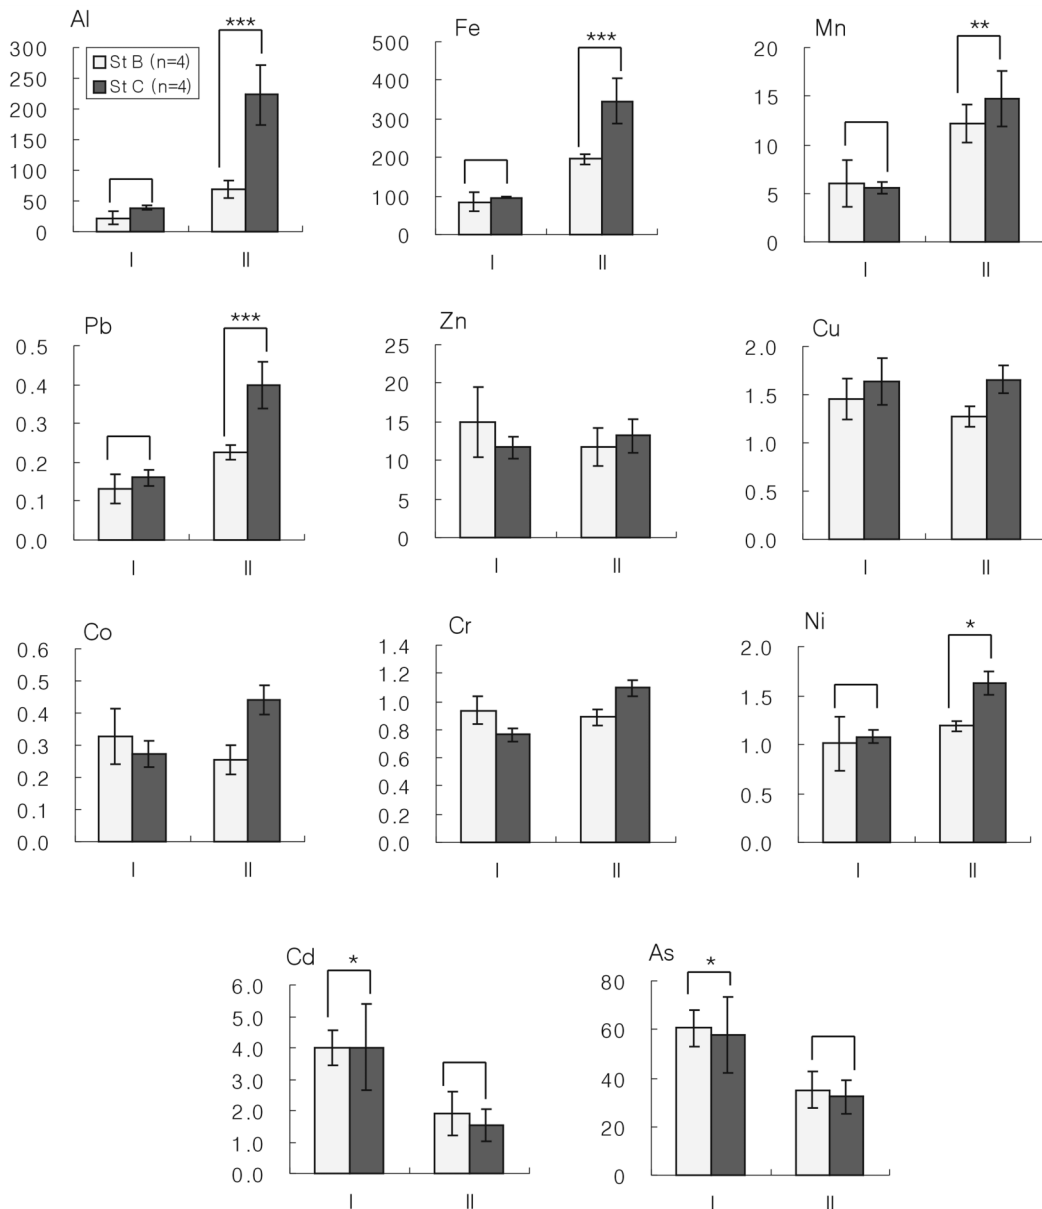 Al
***
300
250
200
150
100
50
0
St B (n=4)
St C (n=4)
I
II
Fe
***
500
400
300
200
100
0
I
II
Mn
**
20
15
10
5
0
I
II
Pb
***
0.5
0.4
0.3
0.2
0.1
0.0
I
II
Zn
25
20
15
10
5
0
I
II
Cu
2.0
1.5
1.0
0.5
0.0
I
II
Co
0.6
0.5
0.4
0.3
0.2
0.1
0.0
I
II
Cr
1.4
1.2
1.0
0.8
0.6
0.4
0.2
0.0
I
II
Ni
*
2.0
1.5
1.0
0.5
0.0
I
II
Cd
*
6.0
5.0
4.0
3.0
2.0
1.0
0.0
I
II
As
*
80
60
40
20
0
I
II